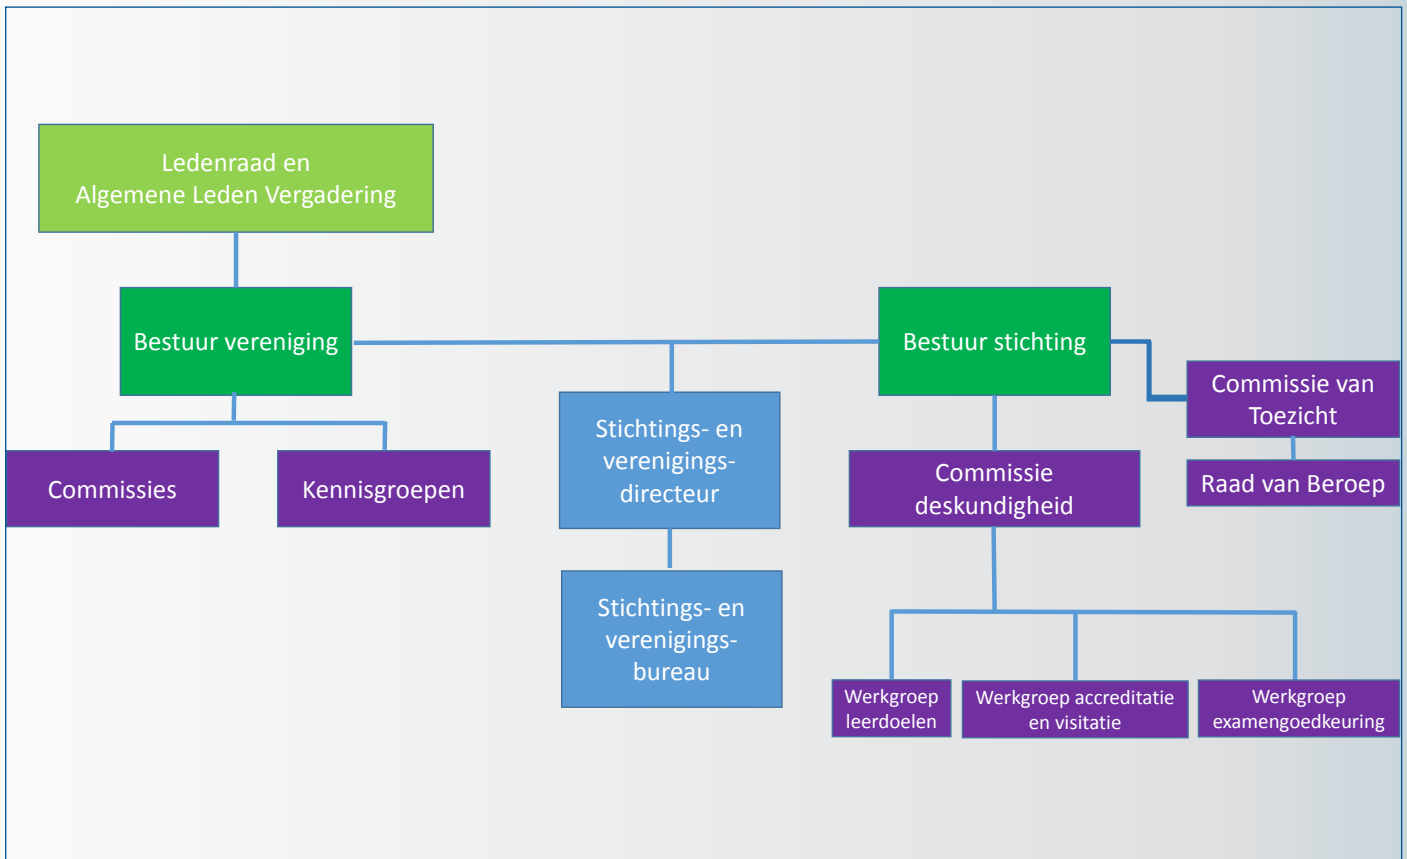 Ledenraad en
Algemene Leden Vergadering
Bestuur vereniging
Bestuur stichting
Commissie van
Toezicht
Raad van Beroep
Commissies
Kennisgroepen
Stichtings- en
verenigings-
directeur
Commissie
deskundigheid
Stichtings- en
verenigings-
bureau
Werkgroep
leerdoelen
Werkgroep accreditatie
en visitatie
Werkgroep
examengoedkeuring